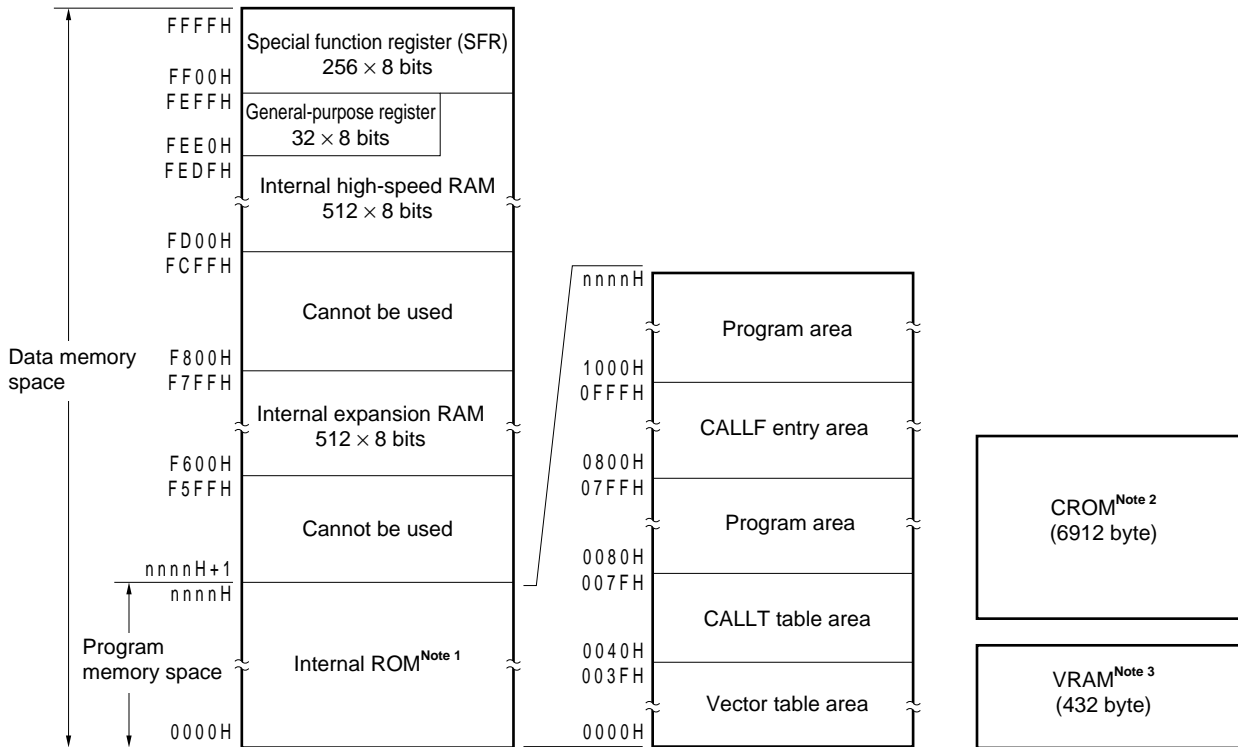 FFFFH
Special function register (SFR)
256 × 8 bits
FF00H
FEFFH
General-purpose register
32 × 8 bits
FEE0H
FEDFH
Internal high-speed RAM
512 × 8 bits
FD00H
FCFFH
Cannot be used
Data memory
space
F800H
F7FFH
Internal expansion RAM
512 × 8 bits
F600H
F5FFH
Cannot be used
nnnnH+1
nnnnH
Program
memory space
Internal ROM Note 1
0000H
nnnnH
Program area
1000H
0FFFH
CALLF entry area
0800H
07FFH
Program area
0080H
007FH
CALLT table area
0040H
003FH
Vector table area
0000H
CROM Note 2
(6912 byte)
VRAM Note 3
(432 byte)